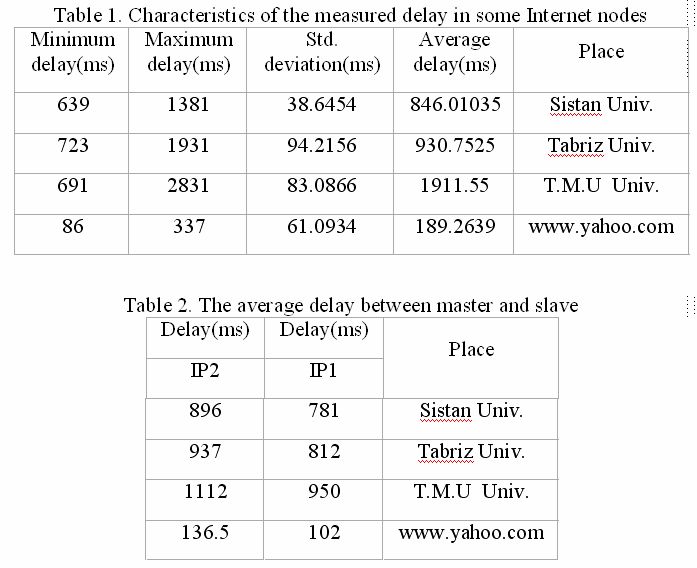 Table 1. Characteristics of the measured delay in some Internet nodes
Minimum delay(ms) Maximum delay(ms) Std. deviation(ms) Average delay(ms) Place
639 1381 38.6454 846.01035 Sistan Univ.
723 1931 94.2156 930.7525 Tabriz Univ.
691 2831 83.0866 1911.55 T.M.U Univ.
86 337 61.0934 189.2639 www.yahoo.com
Table 2. The average delay between master and slave
Delay(ms) Delay(ms) Place
IP2 IP1
896 781 Sistan Univ.
937 812 Tabriz Univ.
1112 950 T.M.U Univ.
136.5 102 www.yahoo.com